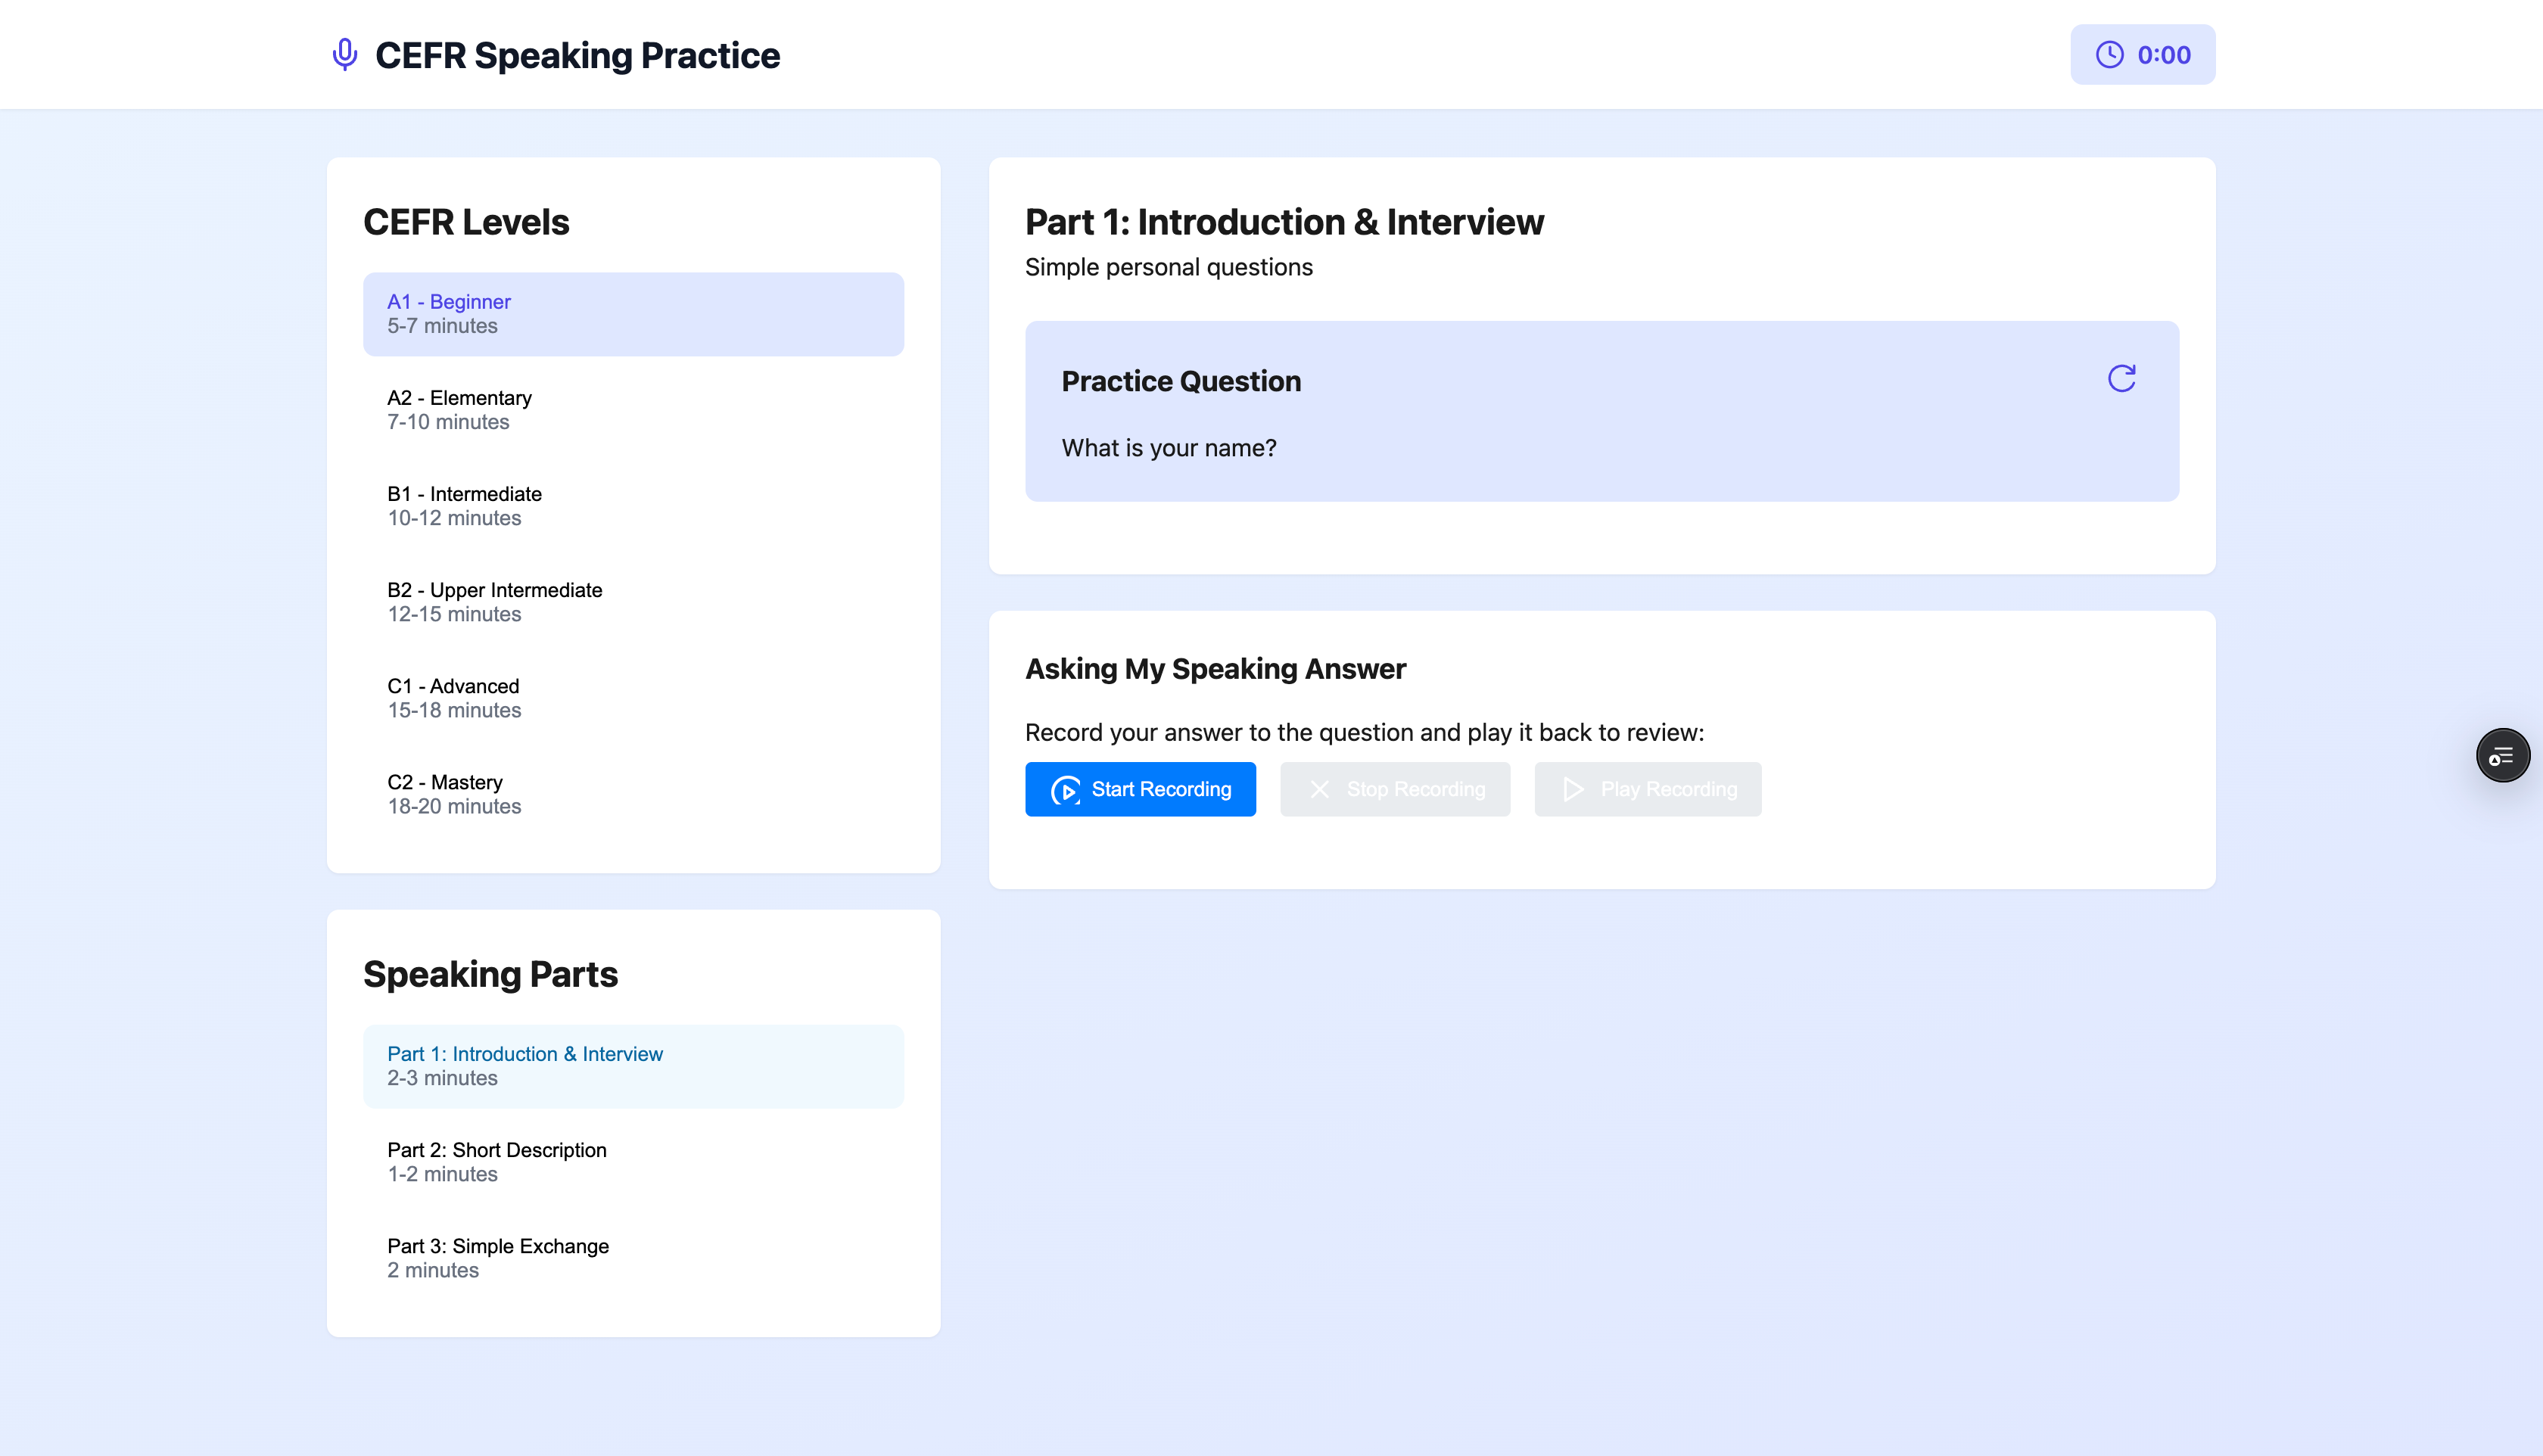 CEFR Speaking Practice
0:00
CEFR Levels
A1 - Beginner
5-7 minutes
A2 - Elementary
7-10 minutes
B1 - Intermediate
10-12 minutes
B2 - Upper Intermediate
12-15 minutes
C1 - Advanced
15-18 minutes
C2 - Mastery
18-20 minutes
Speaking Parts
Part 1: Introduction & Interview
2-3 minutes
Part 2: Short Description
1-2 minutes
Part 3: Simple Exchange
2 minutes
Part 1: Introduction & Interview
Simple personal questions
Practice Question
What is your name?
Asking My Speaking Answer
Record your answer to the question and play it back to review:
Start Recording
Stop Recording
Play Recording